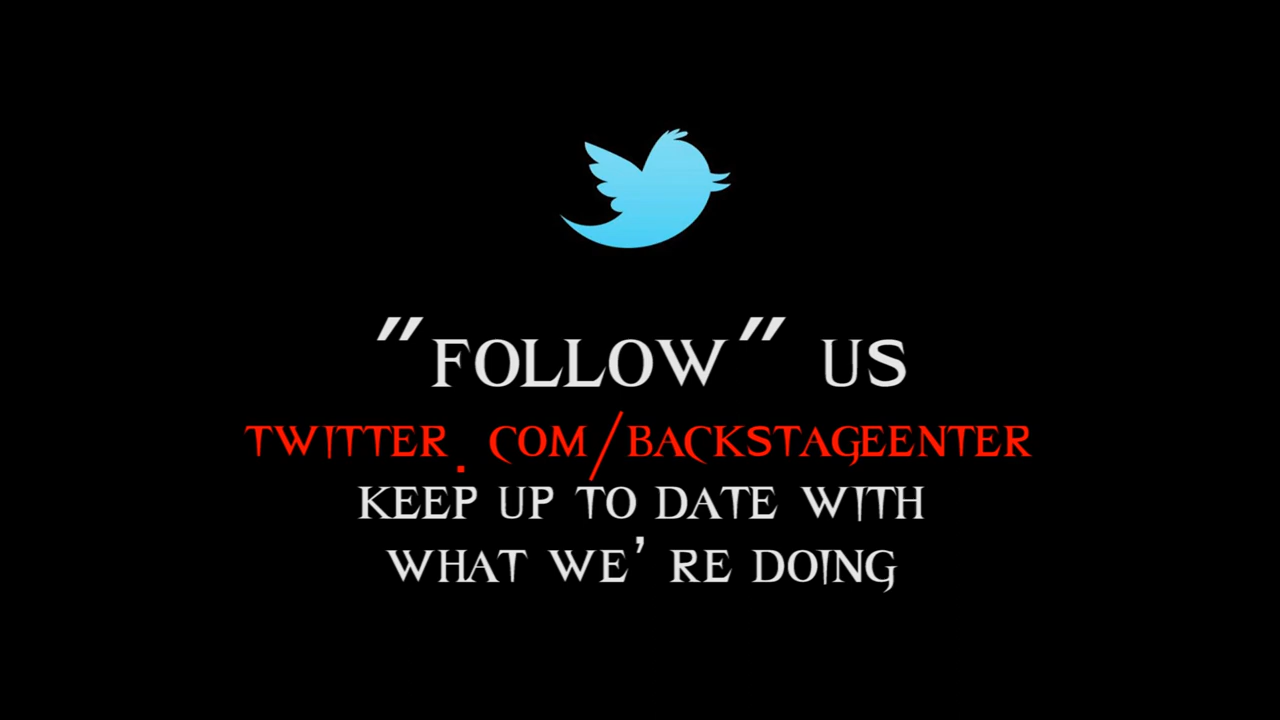 "FOLLOW" US
TWITTER.COM/BACKSTAGEENTER
KEEP UP TO DATE WITH
WHAT WE'RE DOING